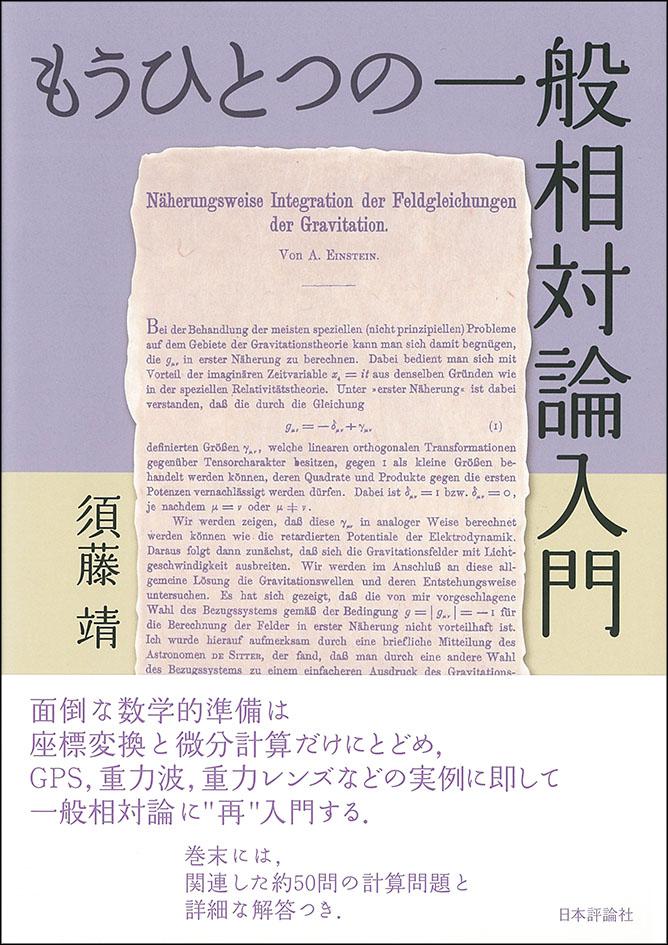 もうひとつの一般相対論入門
Näherungsweise Integration der Feldgleichungen
der Gravitation.
Von A. Einstein.
Bei der Behandlung der meisten speziellen (nicht prinzipiellen) Probleme
auf dem Gebiete der Gravitationstheorie kann man sich damit begnügen,
die gμν in erster Näherung zu berechnen. Dabei bedient man sich mit
Vorteil der imaginären Zeitvariable x₄ = it aus denselben Gründen wie
in der speziellen Relativitätstheorie. Unter »erster Näherung« ist dabei
verstanden, daß die durch die Gleichung
gμν = −δμν + γμν (1)
definierten Größen γμν, welche linearen orthogonalen Transformationen
gegenüber Tensorcharakter besitzen, gegen 1 als kleine Größen be-
handelt werden können, deren Quadrate und Produkte gegen die ersten
Potenzen vernachlässigt werden dürfen. Dabei ist δμν = 1 bzw. δμν = 0,
je nachdem μ = ν oder μ ≠ ν.
Wir werden zeigen, daß diese γμν in analoger Weise berechnet
werden können wie die retardierten Potentiale der Elektrodynamik.
Daraus folgt dann zunächst, daß sich die Gravitationsfelder mit Licht-
geschwindigkeit ausbreiten. Wir werden im Anschluß an diese all-
gemeine Lösung die Gravitationswellen und deren Entstehungsweise
untersuchen. Es hat sich gezeigt, daß die von mir vorgeschlagene
Wahl des Bezugssystems gemäß der Bedingung g = |gμν| = −1 für
die Berechnung der Felder in erster Näherung nicht vorteilhaft ist.
Ich wurde hierauf aufmerksam durch eine briefliche Mitteilung des
Astronomen de Sitter, der fand, daß man durch eine andere Wahl
des Bezugssystems zu einem einfacheren Ausdruck des Gravitations-
須藤 靖
面倒な数学的準備は
座標変換と微分計算だけにとどめ,
GPS, 重力波, 重力レンズなどの実例に即して
一般相対論に"再"入門する.
巻末には,
関連した約50問の計算問題と
詳細な解答つき.
日本評論社